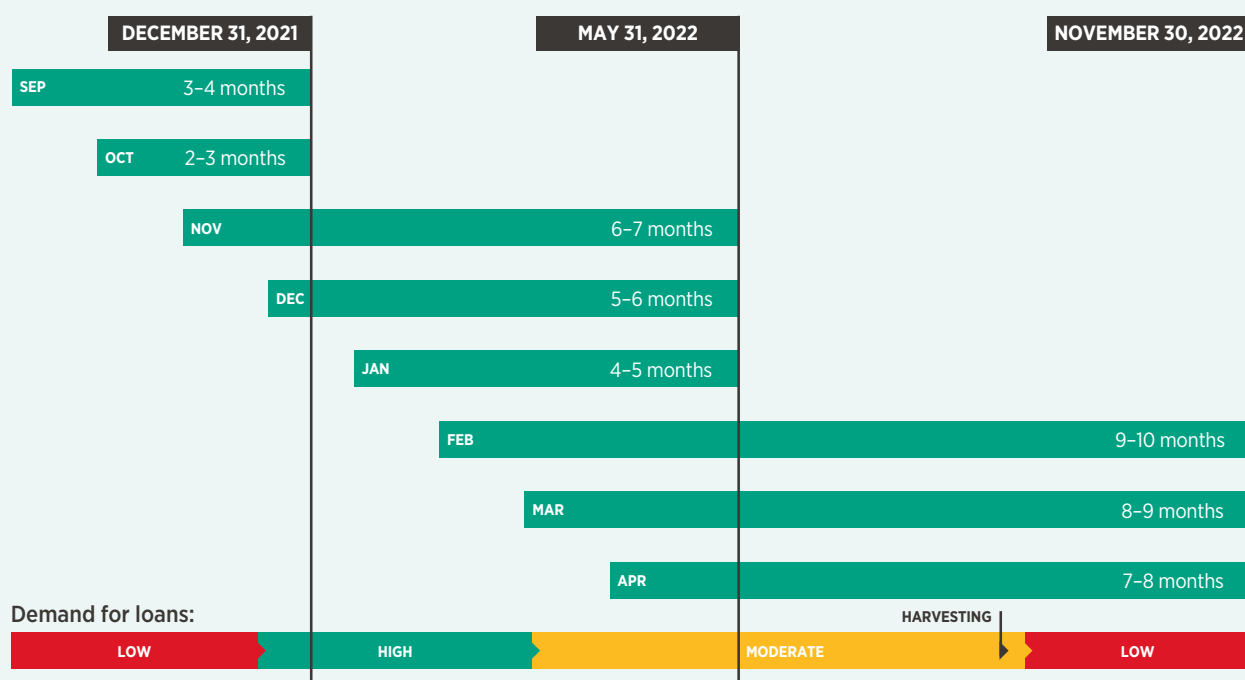 DECEMBER 31, 2021
MAY 31, 2022
NOVEMBER 30, 2022
SEP 3–4 months
OCT 2–3 months
NOV 6–7 months
DEC 5–6 months
JAN 4–5 months
FEB 9–10 months
MAR 8–9 months
APR 7–8 months
Demand for loans:
HARVESTING
LOW
HIGH
MODERATE
LOW